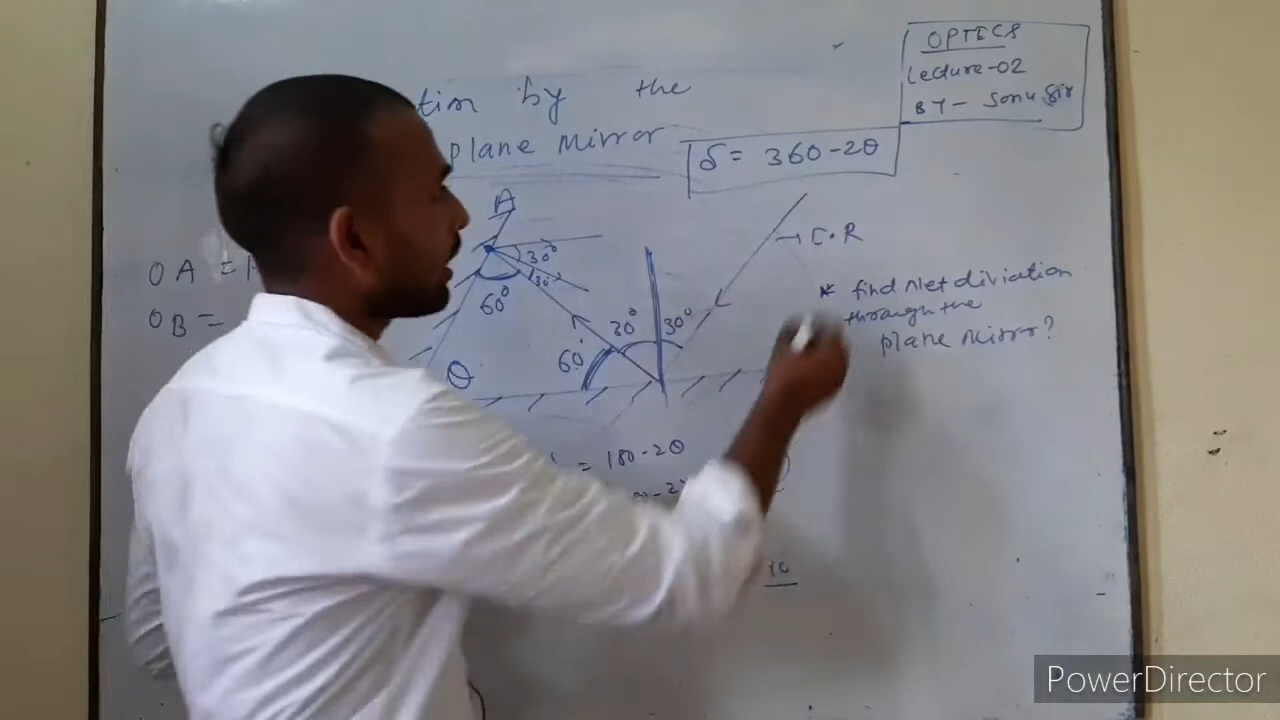 OPTICS
Lecture-02
BY - Sonu Sir
by the
plane Mirror
δ = 360-2θ
A
30°
30°
60°
→ I.R
30°
30°
60°
θ
OA =
OB =
* find Net diviation
through the
plane Mirror?
= 180-2θ
PowerDirector